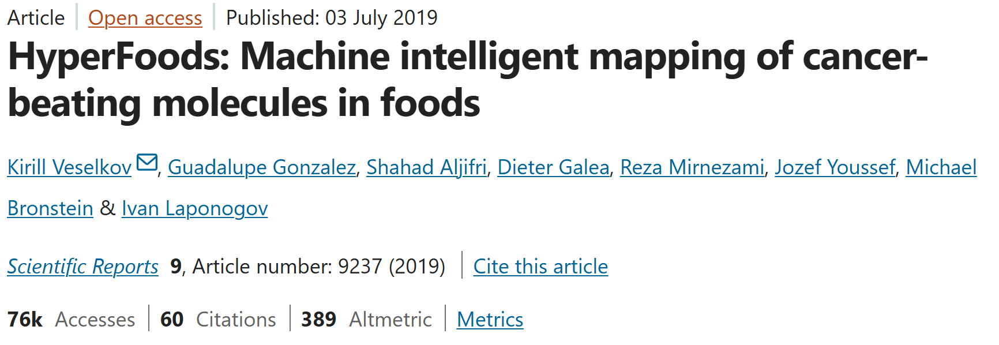 Article Open access Published: 03 July 2019
HyperFoods: Machine intelligent mapping of cancer-
beating molecules in foods
Kirill Veselkov, Guadalupe Gonzalez, Shahad Aljifri, Dieter Galea, Reza Mirnezami, Jozef Youssef, Michael
Bronstein & Ivan Laponogov
Scientific Reports 9, Article number: 9237 (2019) Cite this article
76k Accesses 60 Citations 389 Altmetric Metrics